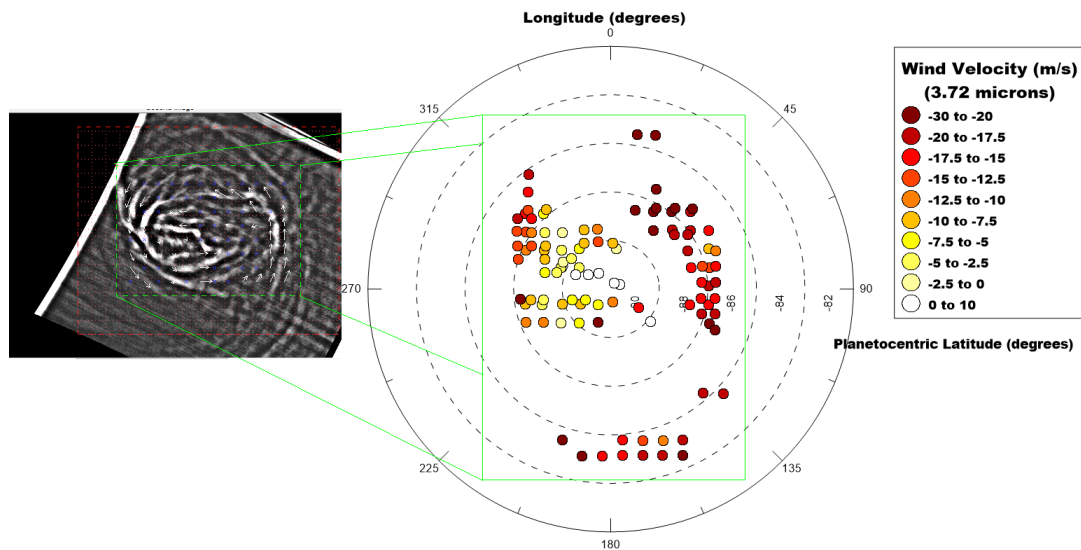 Longitude (degrees)
0
315
45
Wind Velocity (m/s)
(3.72 microns)
-30 to -20
-20 to -17.5
-17.5 to -15
-15 to -12.5
-12.5 to -10
-10 to -7.5
-7.5 to -5
-5 to -2.5
-2.5 to 0
0 to 10
270
-90
-88
-86
-84
-82
90
Planetocentric Latitude (degrees)
225
135
180